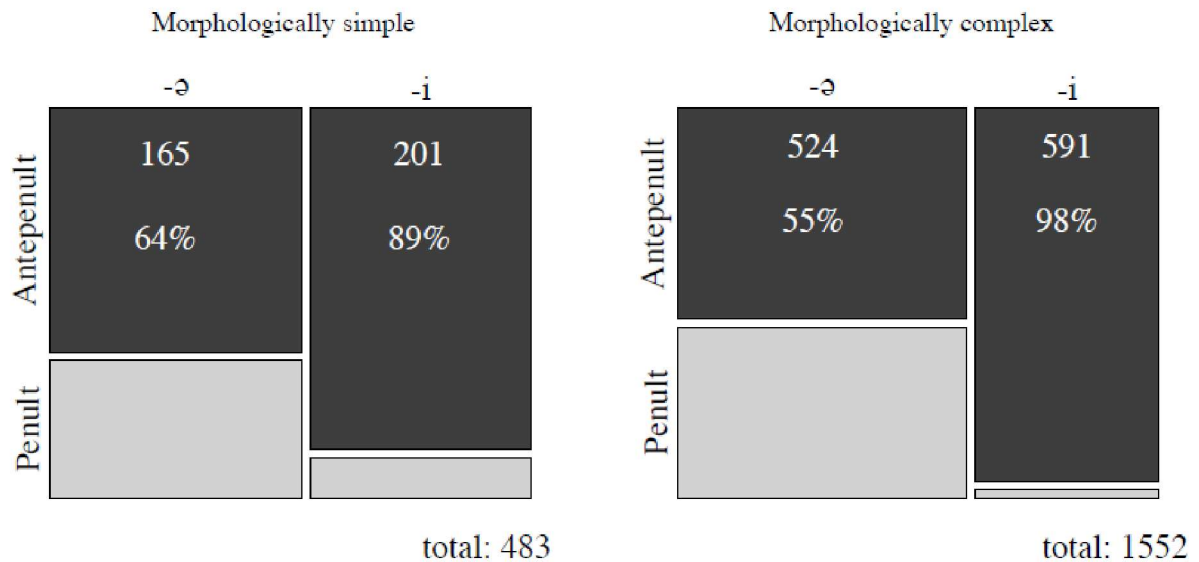 Morphologically simple
-ə
-i
Antepenult
165
201
64%
89%
Penult
total: 483
Morphologically complex
-ə
-i
Antepenult
524
591
55%
98%
Penult
total: 1552